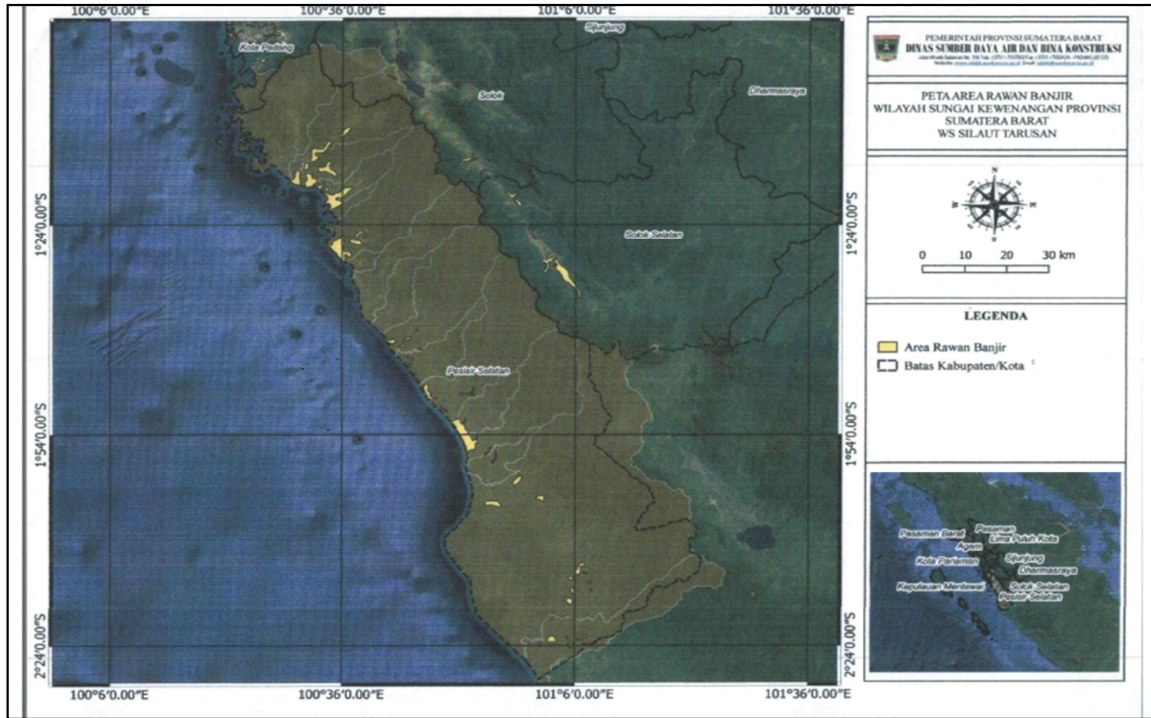 100°6'0.00"E
100°36'0.00"E
101°6'0.00"E
101°36'0.00"E
Sijunjung
Kota Padang
Solok
Dharmasraya
1°24'0.00"S
1°24'0.00"S
Solok Selatan
Pesisir Selatan
1°54'0.00"S
1°54'0.00"S
2°24'0.00"S
2°24'0.00"S
100°6'0.00"E
100°36'0.00"E
101°6'0.00"E
101°36'0.00"E
PEMERINTAH PROVINSI SUMATERA BARAT
DINAS SUMBER DAYA AIR DAN BINA KONSTRUKSI
PETA AREA RAWAN BANJIR
WILAYAH SUNGAI KEWENANGAN PROVINSI
SUMATERA BARAT
WS SILAUT TARUSAN
N
W
S
0 10 20 30 km
LEGENDA
Area Rawan Banjir
Batas Kabupaten/Kota
Pasaman Barat
Pasaman
Lima Puluh Kota
Agam
Kota Pariaman
Sijunjung
Dharmasraya
Kepulauan Mentawai
Solok Selatan
Pesisir Selatan